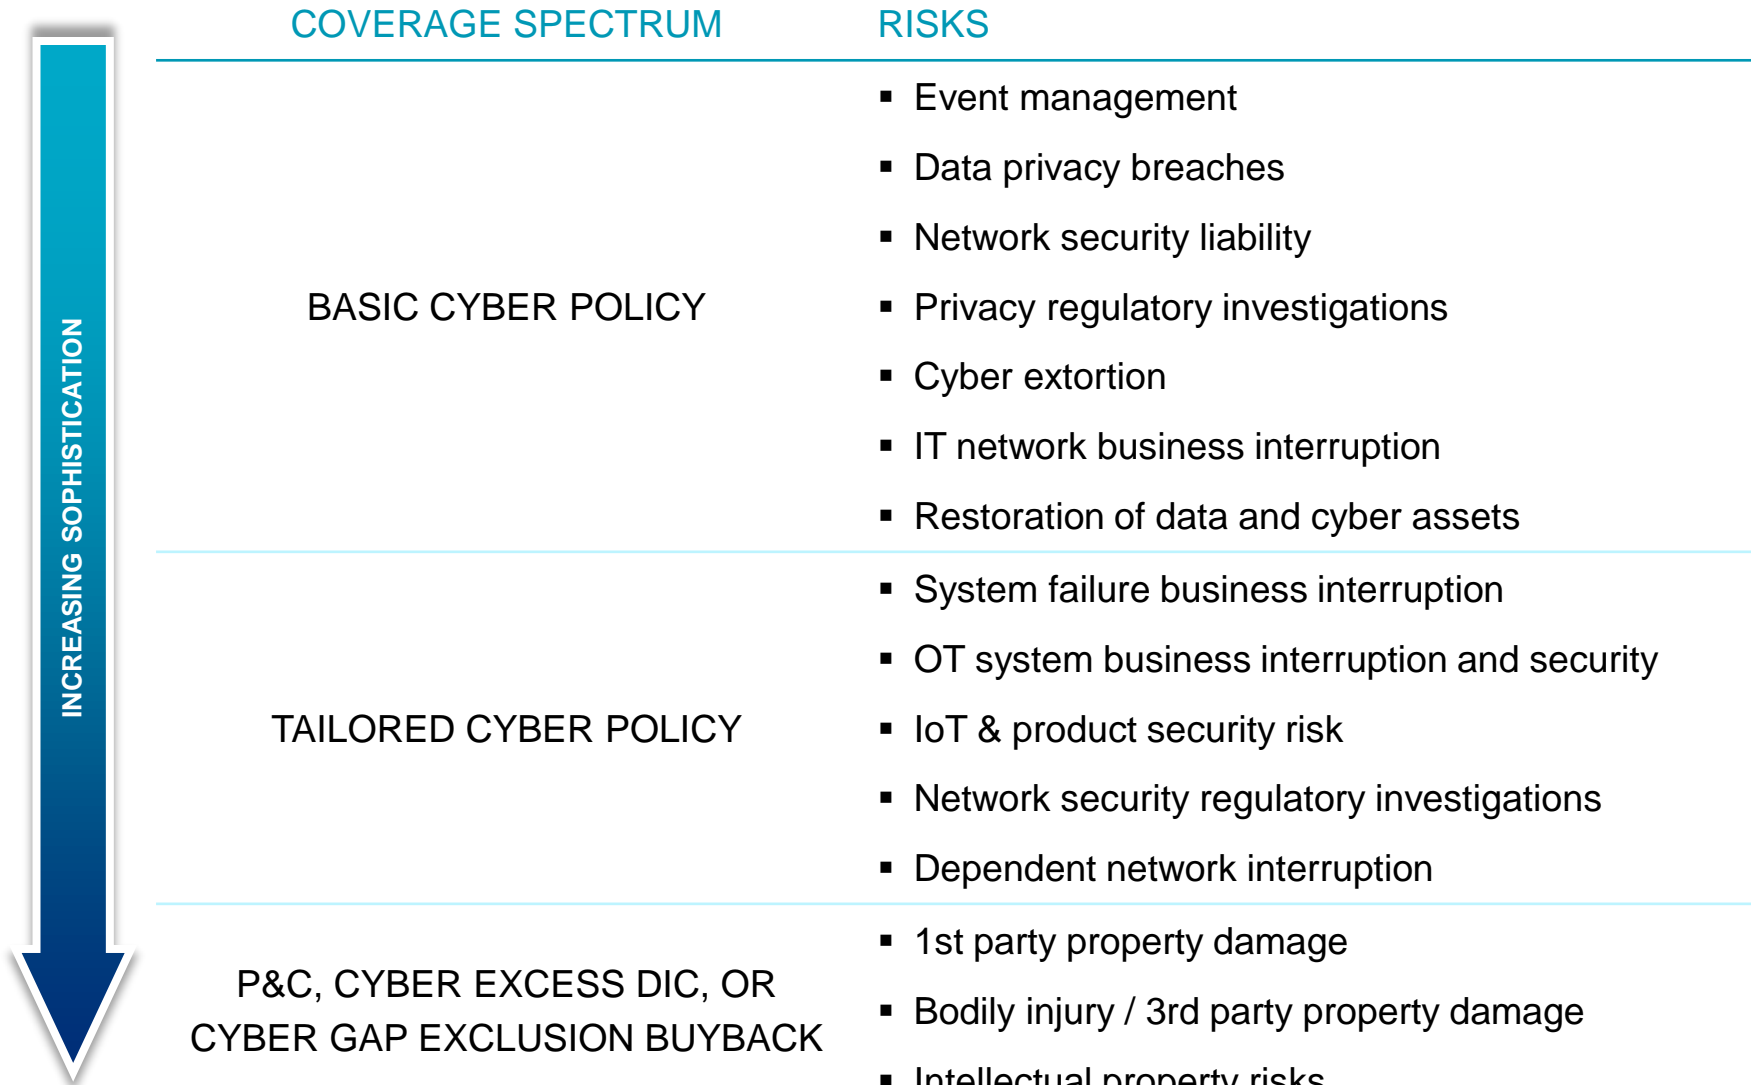 COVERAGE SPECTRUM
RISKS
INCREASING SOPHISTICATION
BASIC CYBER POLICY
▪ Event management
▪ Data privacy breaches
▪ Network security liability
▪ Privacy regulatory investigations
▪ Cyber extortion
▪ IT network business interruption
▪ Restoration of data and cyber assets
TAILORED CYBER POLICY
▪ System failure business interruption
▪ OT system business interruption and security
▪ IoT & product security risk
▪ Network security regulatory investigations
▪ Dependent network interruption
P&C, CYBER EXCESS DIC, OR
CYBER GAP EXCLUSION BUYBACK
▪ 1st party property damage
▪ Bodily injury / 3rd party property damage
▪ Intellectual property risks